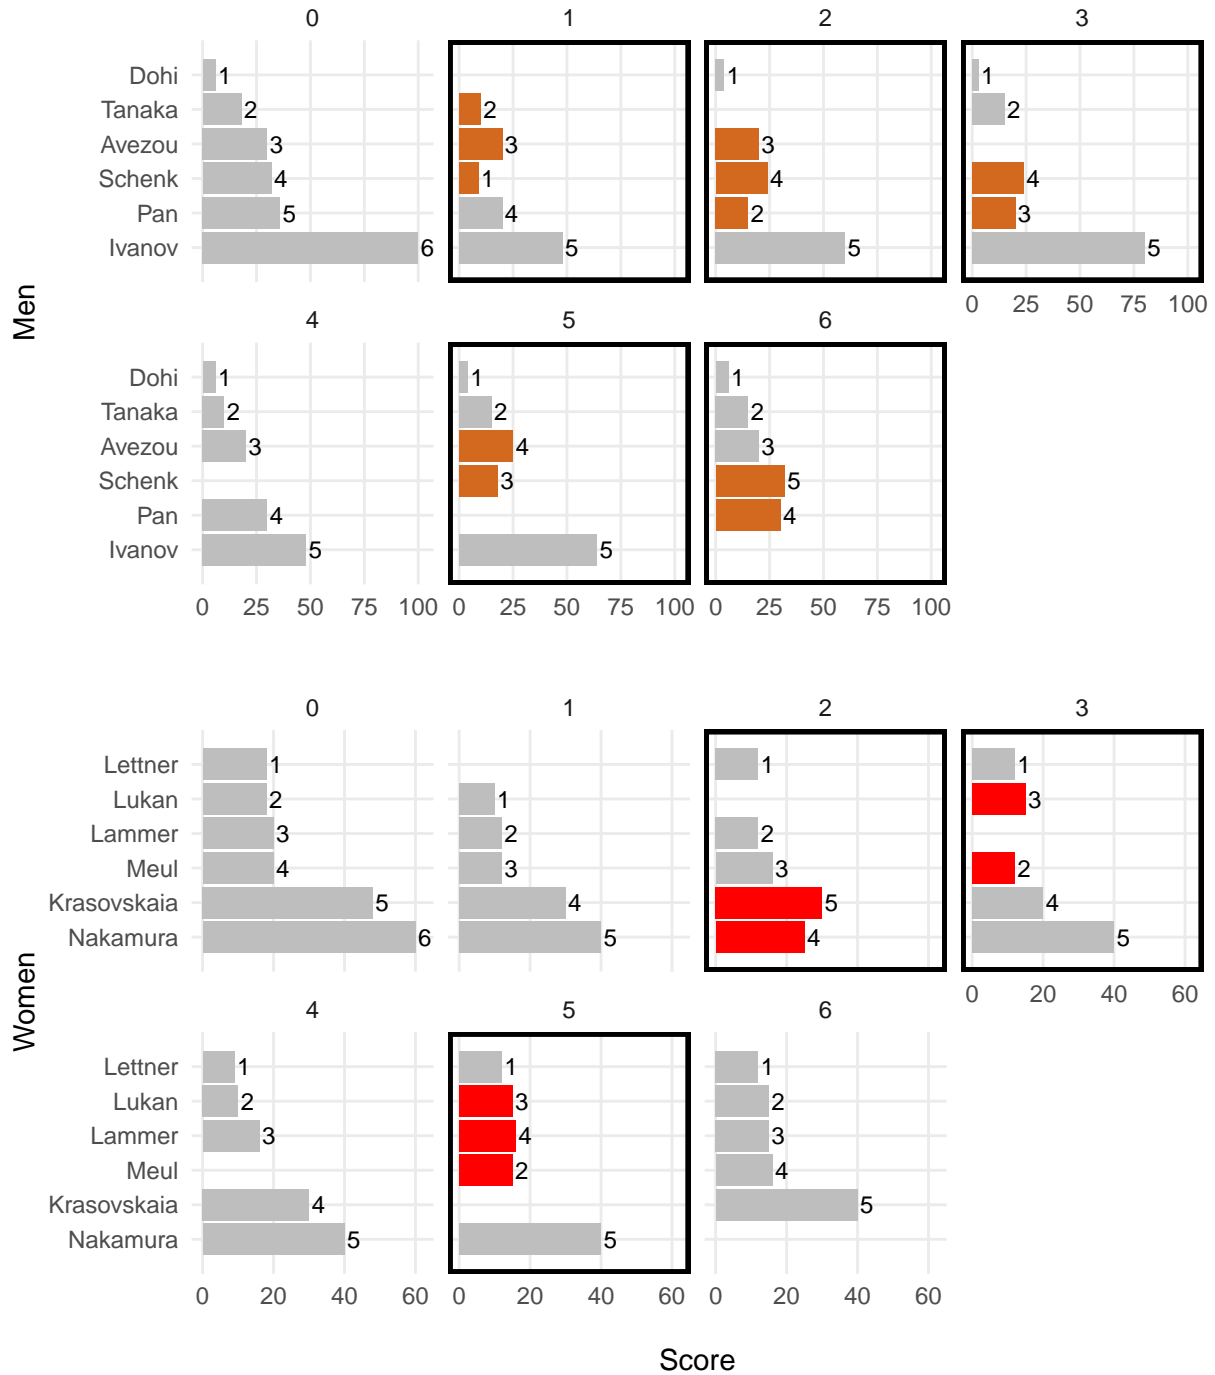 0 1 2 3
Dohi 1 1 1
Tanaka 2 2 2
Avezou 3 3 3
Schenk 4 1 4 4
Pan 5 4 2 3
Ivanov 6 5 5 5
0 25 50 75 100
Men
4 5 6
Dohi 1 1 1
Tanaka 2 2 2
Avezou 3 4 3
Schenk 3 5
Pan 4 4
Ivanov 5 5
0 25 50 75 100 0 25 50 75 100 0 25 50 75 100
0 1 2 3
Lettner 1 1 1
Lukan 2 1 3
Lammer 3 2 2
Meul 4 3 3 2
Krasovskaia 5 4 5 4
Nakamura 6 5 4 5
0 20 40 60
Women
4 5 6
Lettner 1 1 1
Lukan 2 3 2
Lammer 3 4 3
Meul 2 4
Krasovskaia 4 5
Nakamura 5 5
0 20 40 60 0 20 40 60 0 20 40 60
Score